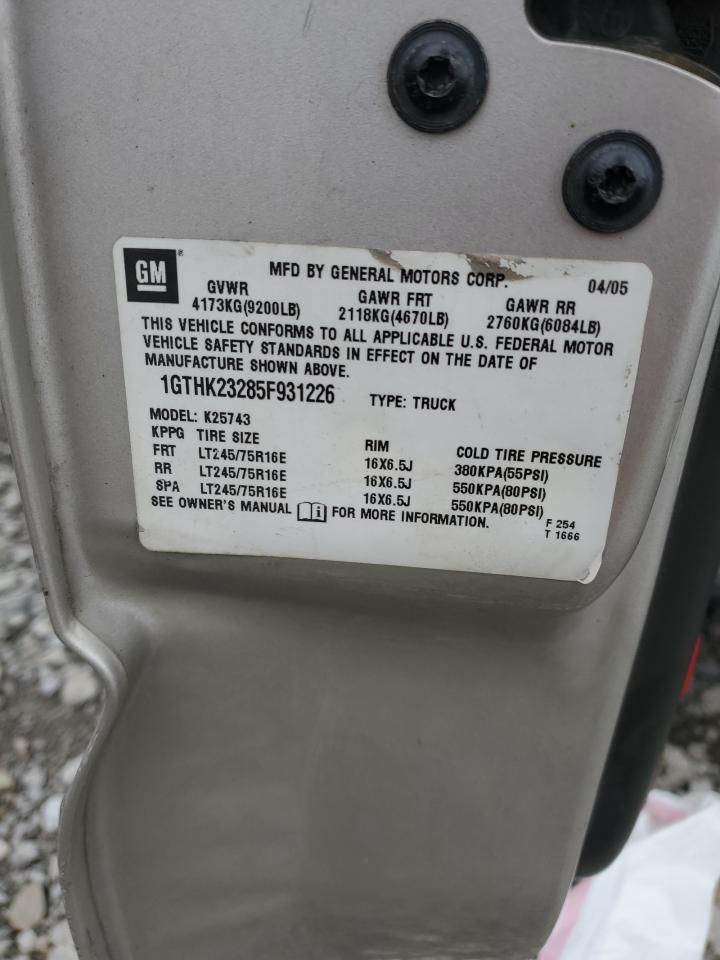 GM
MFD BY GENERAL MOTORS CORP. 04/05
GVWR GAWR FRT GAWR RR
4173KG(9200LB) 2118KG(4670LB) 2760KG(6084LB)
THIS VEHICLE CONFORMS TO ALL APPLICABLE U.S. FEDERAL MOTOR
VEHICLE SAFETY STANDARDS IN EFFECT ON THE DATE OF
MANUFACTURE SHOWN ABOVE.
1GTHK23285F931226 TYPE: TRUCK
MODEL: K25743
KPPG TIRE SIZE RIM COLD TIRE PRESSURE
FRT LT245/75R16E 16X6.5J 380KPA(55PSI)
RR LT245/75R16E 16X6.5J 550KPA(80PSI)
SPA LT245/75R16E 16X6.5J 550KPA(80PSI)
SEE OWNER'S MANUAL i FOR MORE INFORMATION.
F 254
T 1666